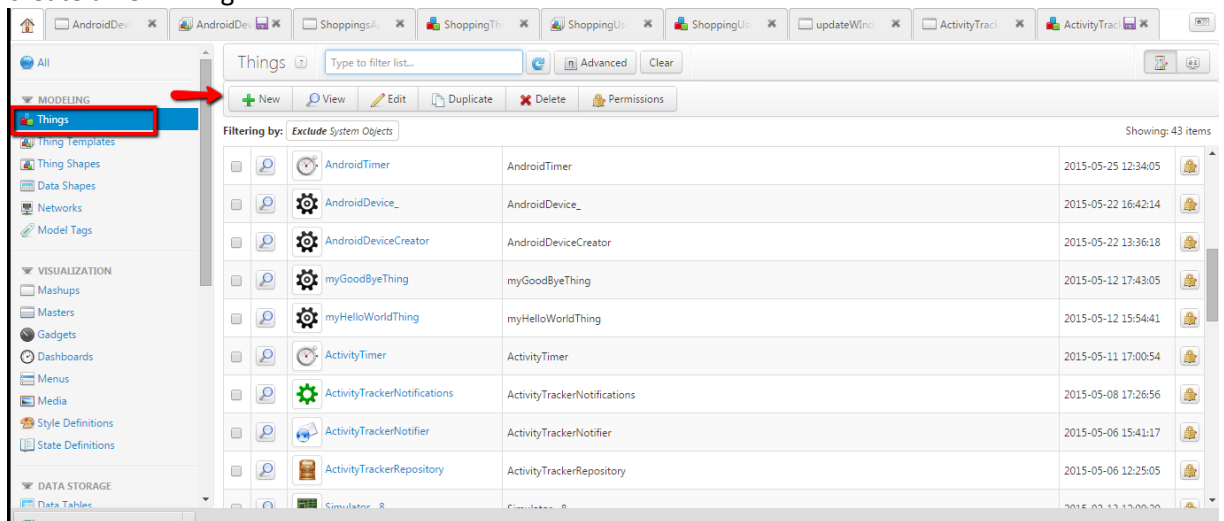 AndroidDev
AndroidDev
ShoppingsA
ShoppingTh
ShoppingUs
ShoppingUs
updateWInd
ActivityTrack
ActivityTrac
All
MODELING
Things
Thing Templates
Thing Shapes
Data Shapes
Networks
Model Tags
VISUALIZATION
Mashups
Masters
Gadgets
Dashboards
Menus
Media
Style Definitions
State Definitions
DATA STORAGE
Data Tables
Things Type to filter list... Advanced Clear
New View Edit Duplicate Delete Permissions
Filtering by: Exclude System Objects Showing: 43 items
AndroidTimer AndroidTimer 2015-05-25 12:34:05
AndroidDevice_ AndroidDevice_ 2015-05-22 16:42:14
AndroidDeviceCreator AndroidDeviceCreator 2015-05-22 13:36:18
myGoodByeThing myGoodByeThing 2015-05-12 17:43:05
myHelloWorldThing myHelloWorldThing 2015-05-12 15:54:41
ActivityTimer ActivityTimer 2015-05-11 17:00:54
ActivityTrackerNotifications ActivityTrackerNotifications 2015-05-08 17:26:56
ActivityTrackerNotifier ActivityTrackerNotifier 2015-05-06 15:41:17
ActivityTrackerRepository ActivityTrackerRepository 2015-05-06 12:25:05
Simulator_8 Simulator_8